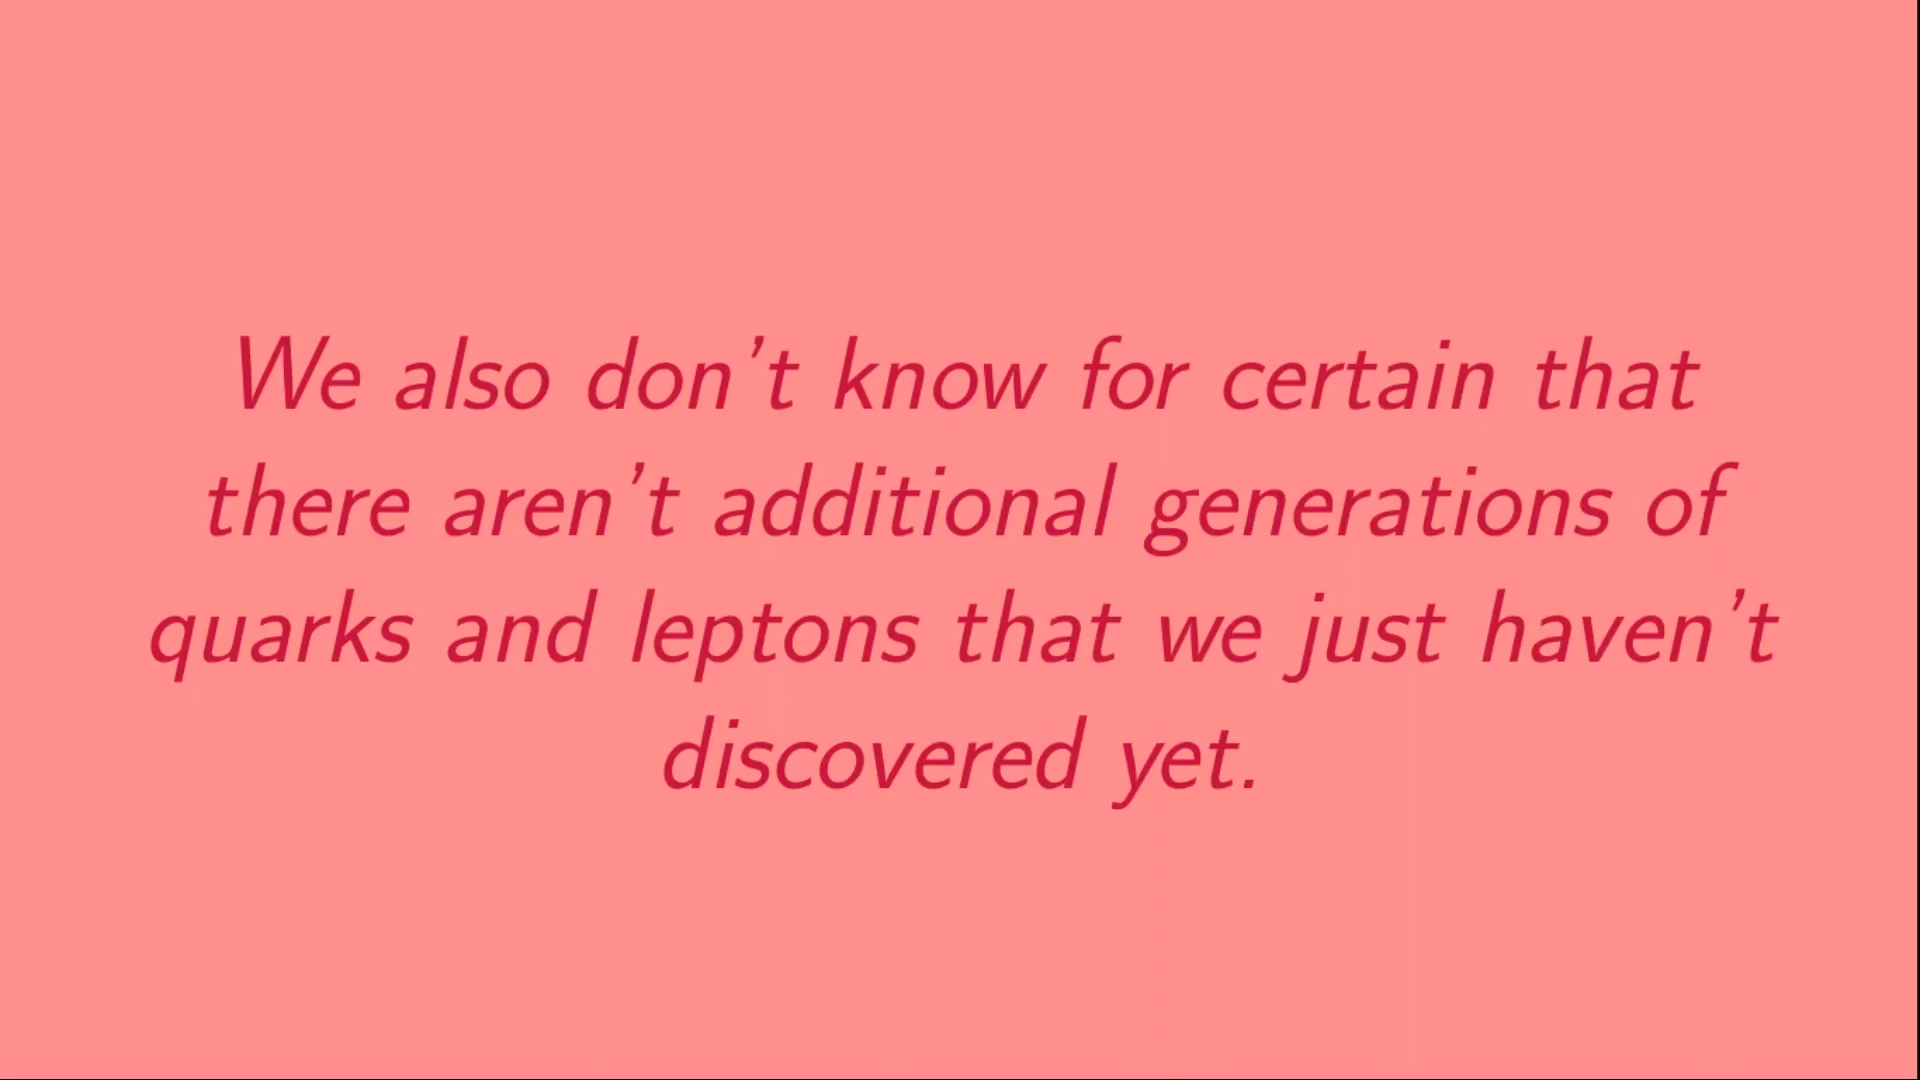 We also don't know for certain that
there aren't additional generations of
quarks and leptons that we just haven't
discovered yet.